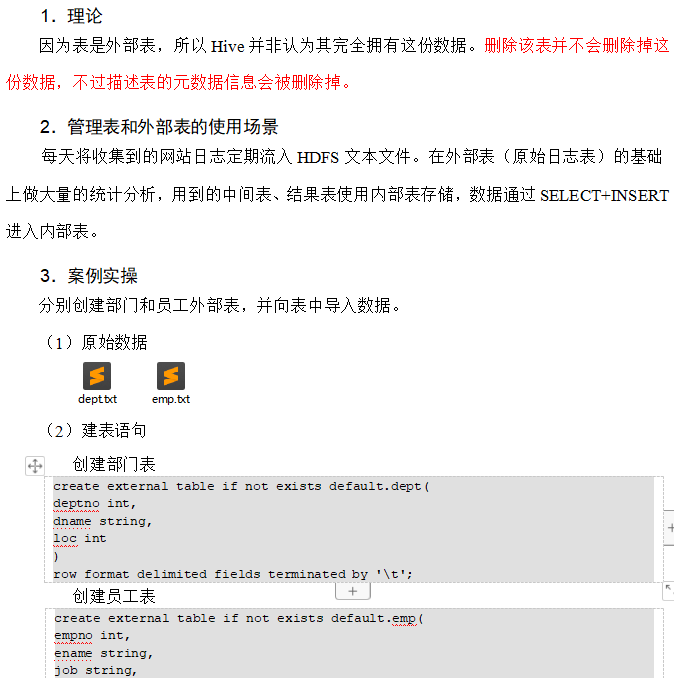 1．理论
因为表是外部表，所以 Hive 并非认为其完全拥有这份数据。删除该表并不会删除掉这
份数据，不过描述表的元数据信息会被删除掉。
2．管理表和外部表的使用场景
每天将收集到的网站日志定期流入 HDFS 文本文件。在外部表（原始日志表）的基础
上做大量的统计分析，用到的中间表、结果表使用内部表存储，数据通过 SELECT+INSERT
进入内部表。
3．案例实操
分别创建部门和员工外部表，并向表中导入数据。
（1）原始数据
dept.txt emp.txt
（2）建表语句
创建部门表
create external table if not exists default.dept(
deptno int,
dname string,
loc int
)
row format delimited fields terminated by '\t';
创建员工表
create external table if not exists default.emp(
empno int,
ename string,
job string,